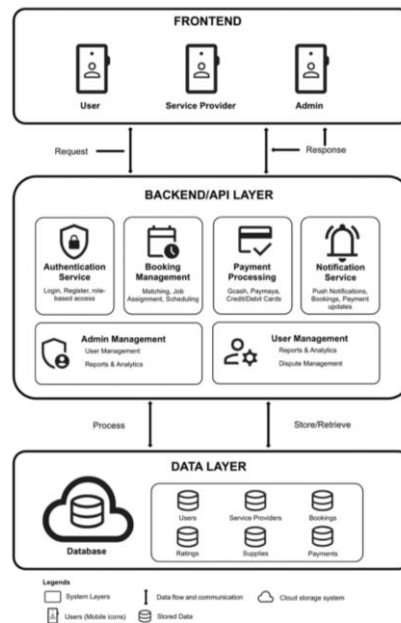 FRONTEND
User
Service Provider
Admin
Request
Response
BACKEND/API LAYER
Authentication
Service
Login, Register, role-
based access
Booking
Management
Matching, Job
Assignment, Scheduling
Payment
Processing
Gcash, Paymaya,
Credit/Debit Cards
Notification
Service
Push Notifications,
Bookings, Payment
updates
Admin Management
User Management
Reports & Analytics
User Management
Reports & Analytics
Dispute Management
Process
Store/Retrieve
DATA LAYER
Database
Users
Service Providers
Bookings
Ratings
Supplies
Payments
Legends
System Layers
Data flow and communication
Cloud storage system
Users (Mobile icons)
Stored Data